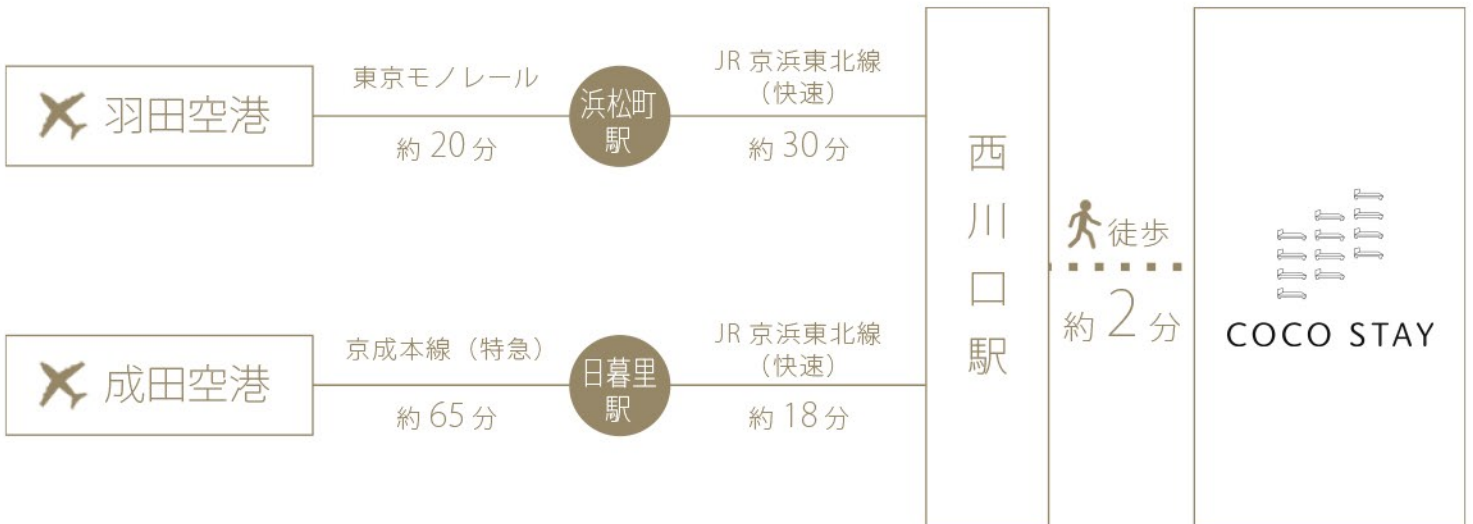 羽田空港
東京モノレール
約 20 分
浜松町
駅
JR 京浜東北線
（快速）
約 30 分
成田空港
京成本線（特急）
約 65 分
日暮里
駅
JR 京浜東北線
（快速）
約 18 分
西川口駅
徒歩
約 2 分
COCO STAY